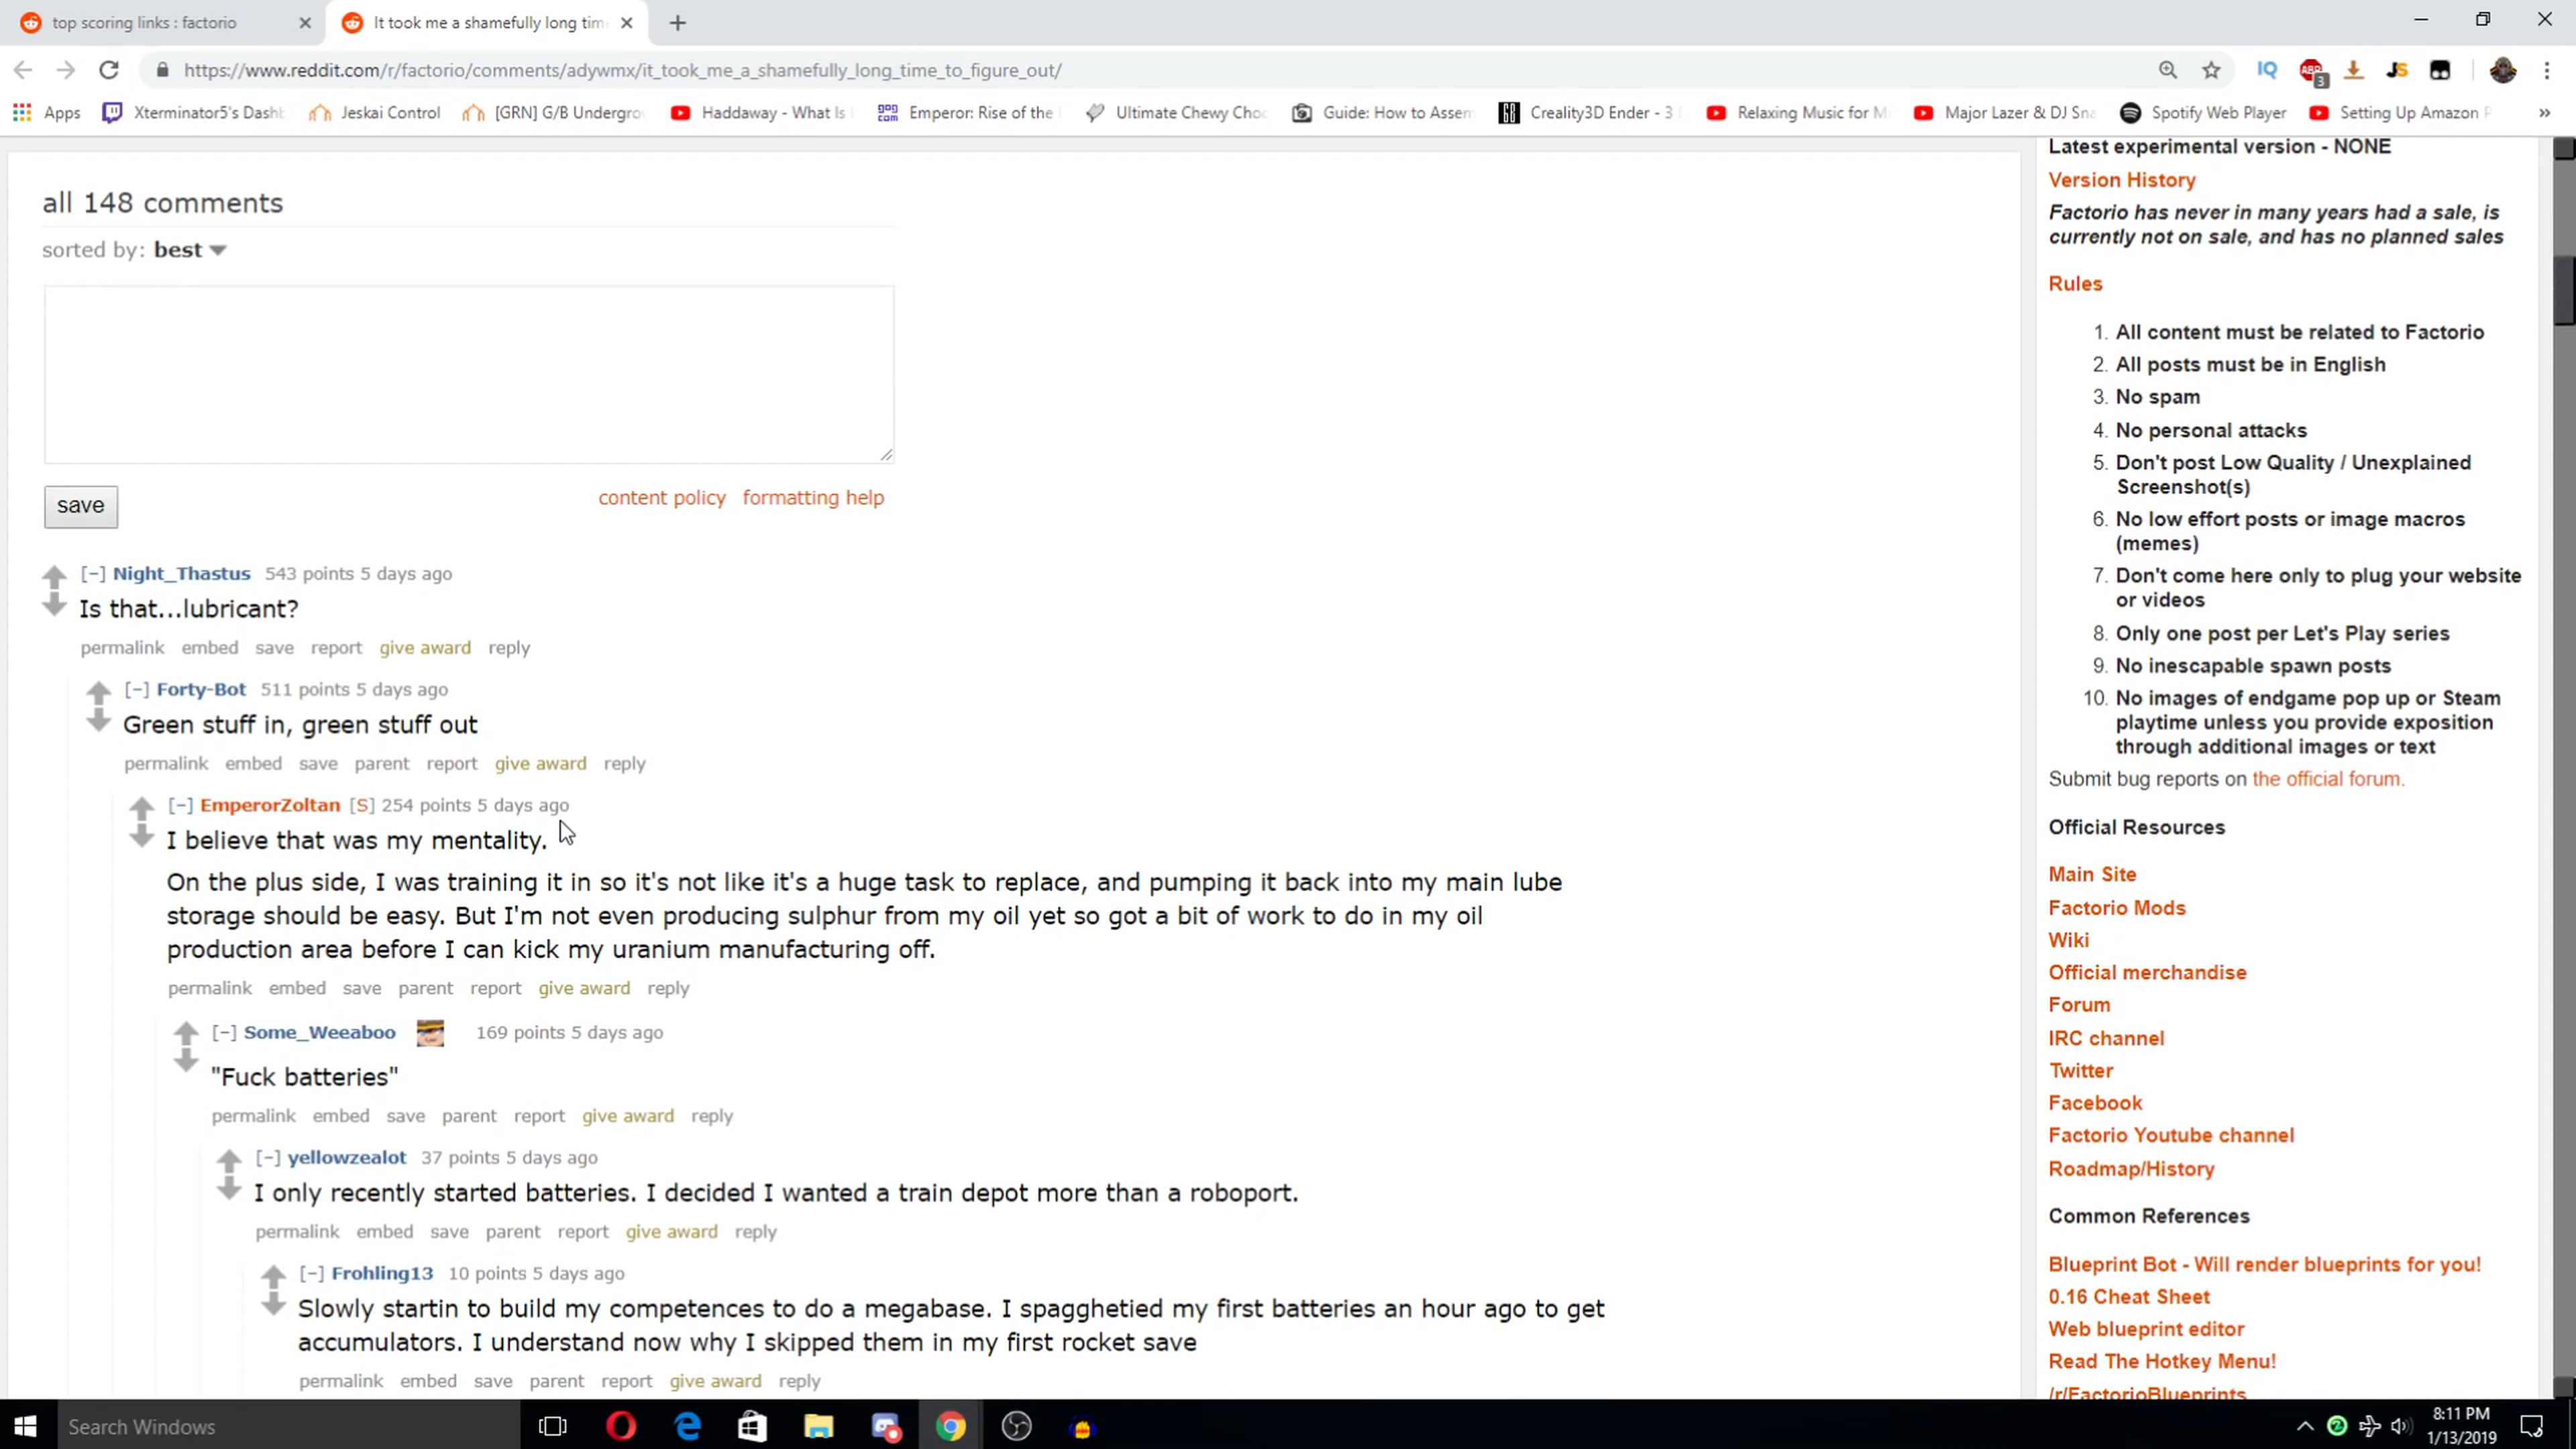 top scoring links : factorio
It took me a shamefully long tim
https://www.reddit.com/r/factorio/comments/adywmx/it_took_me_a_shamefully_long_time_to_figure_out/
IQ
ABP
3
JS
Apps
Xterminator5's Dashb
Jeskai Control
[GRN] G/B Undergro
Haddaway - What Is
gog com
Emperor: Rise of the
Ultimate Chewy Choc
Guide: How to Assem
Creality3D Ender - 3
Relaxing Music for M
Major Lazer & DJ Sna
Spotify Web Player
Setting Up Amazon P
»
all 148 comments
sorted by: best
save
content policy formatting help
[–] Night_Thastus 543 points 5 days ago
Is that...lubricant?
permalink embed save report give award reply
[–] Forty-Bot 511 points 5 days ago
Green stuff in, green stuff out
permalink embed save parent report give award reply
[–] EmperorZoltan [S] 254 points 5 days ago
I believe that was my mentality.
On the plus side, I was training it in so it's not like it's a huge task to replace, and pumping it back into my main lube
storage should be easy. But I'm not even producing sulphur from my oil yet so got a bit of work to do in my oil
production area before I can kick my uranium manufacturing off.
permalink embed save parent report give award reply
[–] Some_Weeaboo 169 points 5 days ago
"Fuck batteries"
permalink embed save parent report give award reply
[–] yellowzealot 37 points 5 days ago
I only recently started batteries. I decided I wanted a train depot more than a roboport.
permalink embed save parent report give award reply
[–] Frohling13 10 points 5 days ago
Slowly startin to build my competences to do a megabase. I spagghetied my first batteries an hour ago to get
accumulators. I understand now why I skipped them in my first rocket save
permalink embed save parent report give award reply
Latest experimental version - NONE
Version History
Factorio has never in many years had a sale, is
currently not on sale, and has no planned sales
Rules
1. All content must be related to Factorio
2. All posts must be in English
3. No spam
4. No personal attacks
5. Don't post Low Quality / Unexplained
Screenshot(s)
6. No low effort posts or image macros
(memes)
7. Don't come here only to plug your website
or videos
8. Only one post per Let's Play series
9. No inescapable spawn posts
10. No images of endgame pop up or Steam
playtime unless you provide exposition
through additional images or text
Submit bug reports on the official forum.
Official Resources
Main Site
Factorio Mods
Wiki
Official merchandise
Forum
IRC channel
Twitter
Facebook
Factorio Youtube channel
Roadmap/History
Common References
Blueprint Bot - Will render blueprints for you!
0.16 Cheat Sheet
Web blueprint editor
Read The Hotkey Menu!
/r/FactorioBlueprints
Search Windows
8:11 PM
1/13/2019